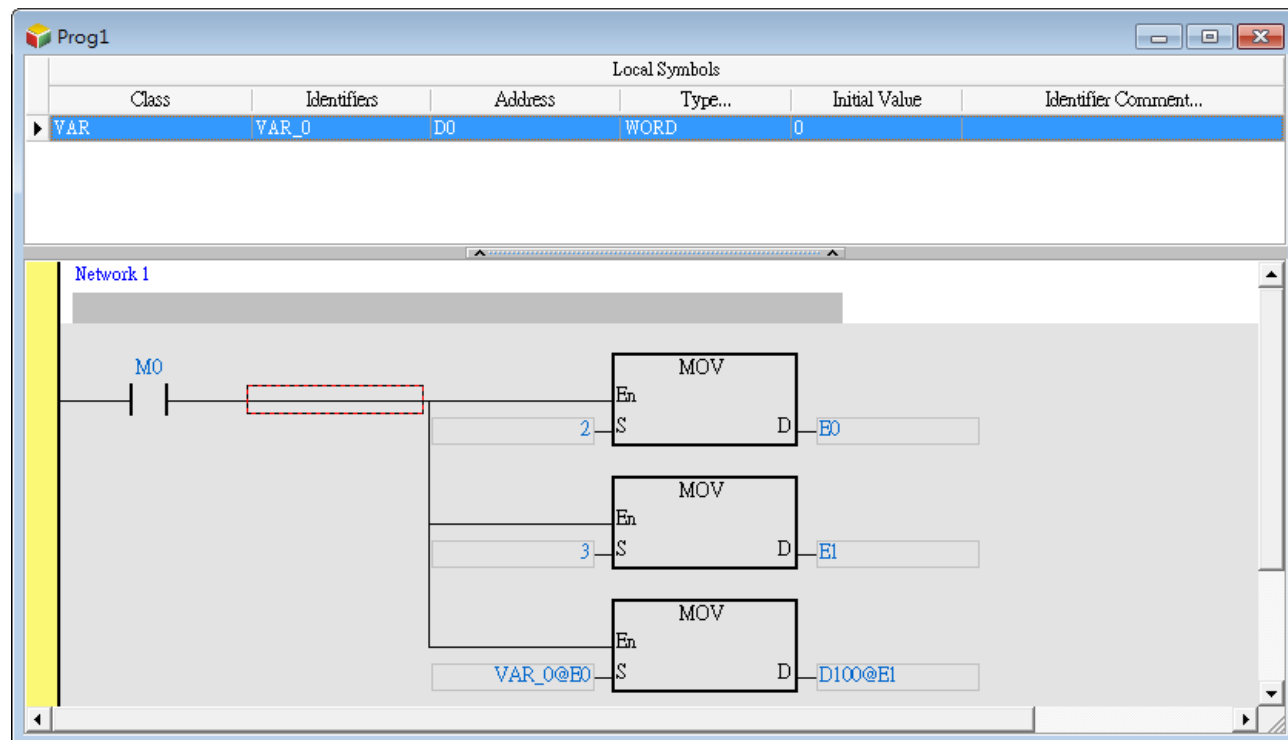 Prog1
Local Symbols
Class Identifiers Address Type... Initial Value Identifier Comment...
VAR VAR_0 D0 WORD 0
Network 1
M0
MOV
En
2 S D E0
MOV
En
3 S D E1
MOV
En
VAR_0@E0 S D D100@E1